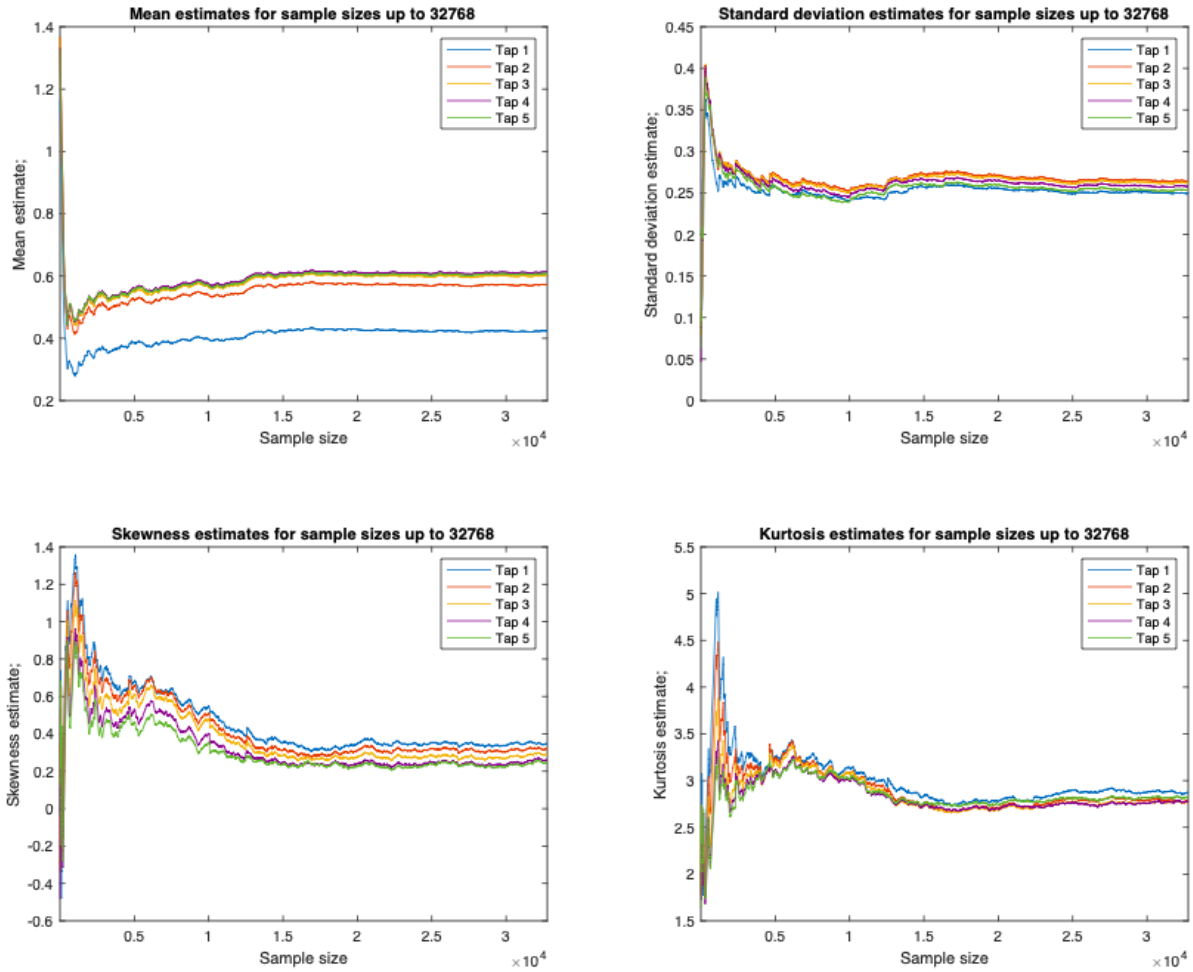 Mean estimates for sample sizes up to 32768
1.4
1.2
1
0.8
0.6
0.4
0.2
Mean estimate;
Tap 1
Tap 2
Tap 3
Tap 4
Tap 5
0.5 1 1.5 2 2.5 3
Sample size
×10⁴
Standard deviation estimates for sample sizes up to 32768
0.45
0.4
0.35
0.3
0.25
0.2
0.15
0.1
0.05
0
Standard deviation estimate;
Tap 1
Tap 2
Tap 3
Tap 4
Tap 5
0.5 1 1.5 2 2.5 3
Sample size
×10⁴
Skewness estimates for sample sizes up to 32768
1.4
1.2
1
0.8
0.6
0.4
0.2
0
-0.2
-0.4
-0.6
Skewness estimate;
Tap 1
Tap 2
Tap 3
Tap 4
Tap 5
0.5 1 1.5 2 2.5 3
Sample size
×10⁴
Kurtosis estimates for sample sizes up to 32768
5.5
5
4.5
4
3.5
3
2.5
2
1.5
Kurtosis estimate;
Tap 1
Tap 2
Tap 3
Tap 4
Tap 5
0.5 1 1.5 2 2.5 3
Sample size
×10⁴